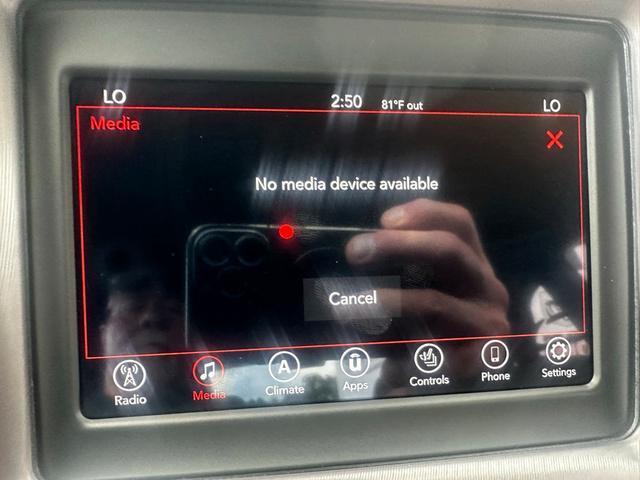 LO 2:50 81°F out LO
Media
No media device available
Cancel
Radio Media Climate Apps Controls Phone Settings